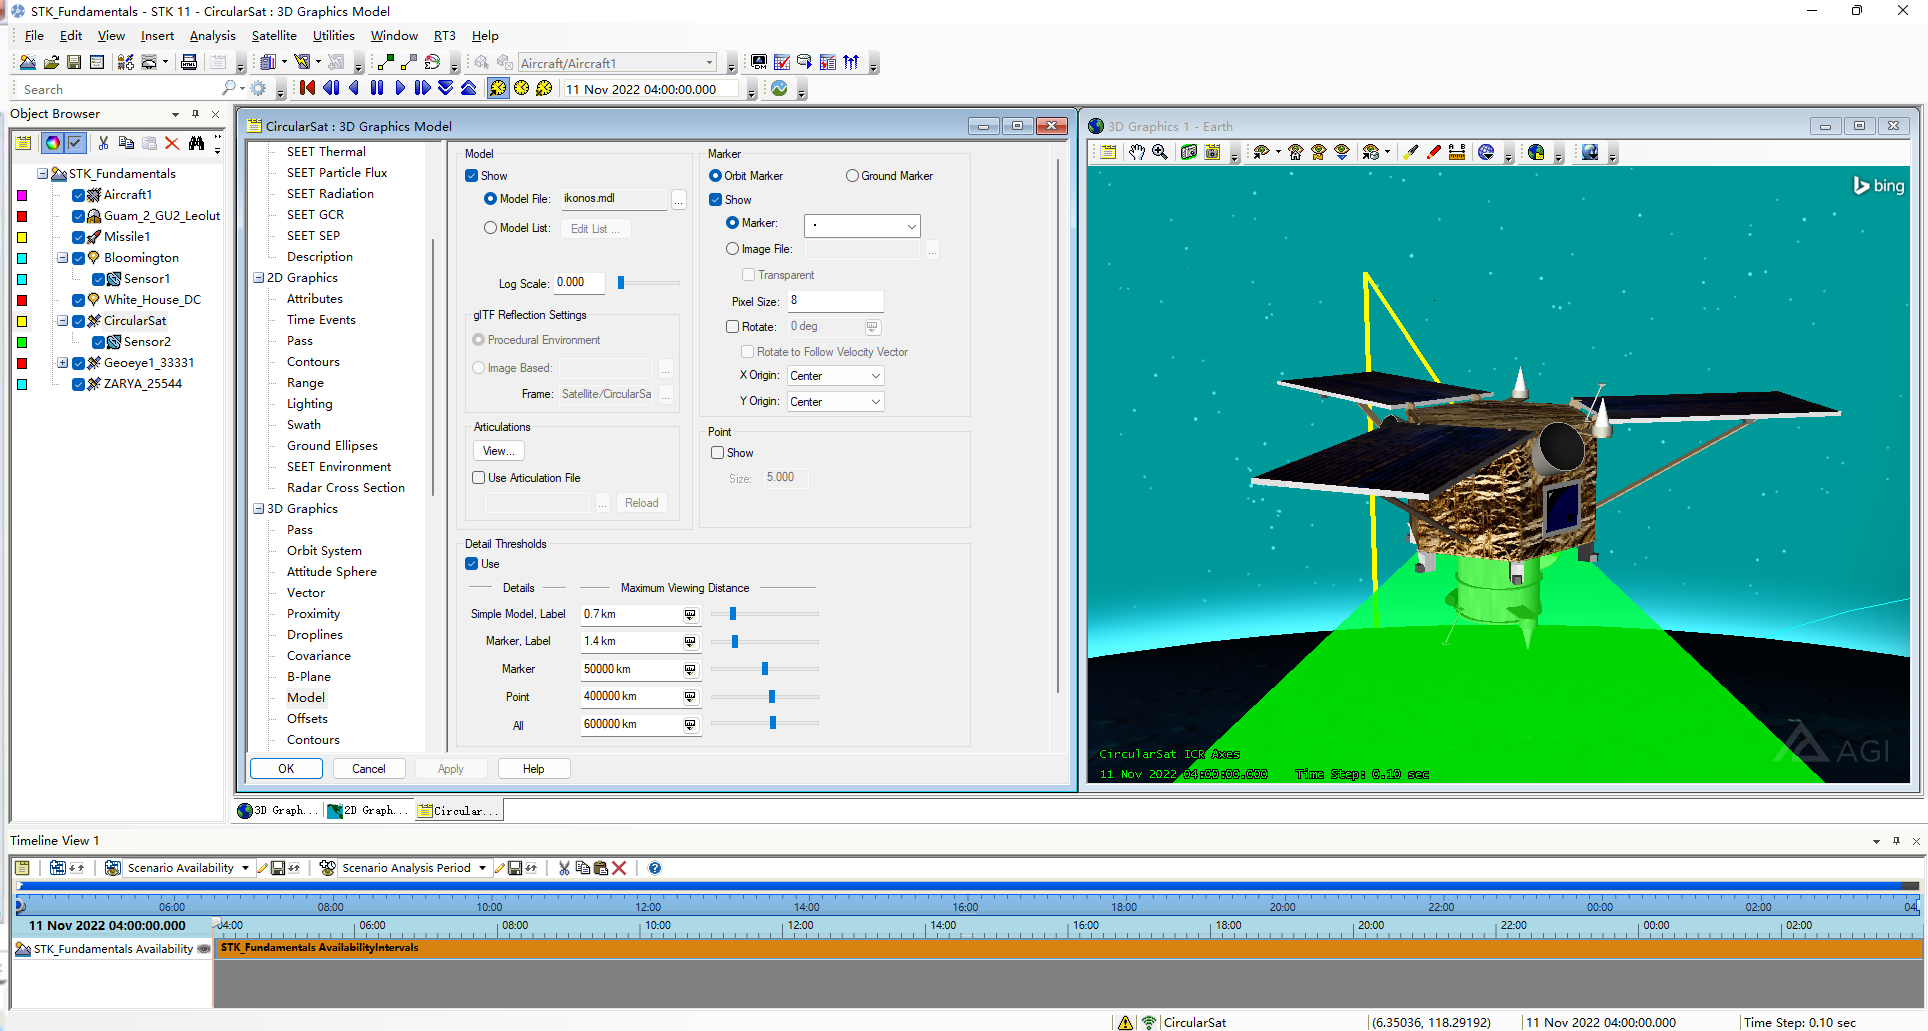 STK_Fundamentals - STK 11 - CircularSat : 3D Graphics Model
File Edit View Insert Analysis Satellite Utilities Window RT3 Help
Aircraft/Aircraft1
Search
11 Nov 2022 04:00:00.000
Object Browser
STK_Fundamentals
Aircraft1
Guam_2_GU2_Leolut
Missile1
Bloomington
Sensor1
White_House_DC
CircularSat
Sensor2
Geoeye1_33331
ZARYA_25544
CircularSat : 3D Graphics Model
SEET Thermal
SEET Particle Flux
SEET Radiation
SEET GCR
SEET SEP
Description
2D Graphics
Attributes
Time Events
Pass
Contours
Range
Lighting
Swath
Ground Ellipses
SEET Environment
Radar Cross Section
3D Graphics
Pass
Orbit System
Attitude Sphere
Vector
Proximity
Droplines
Covariance
B-Plane
Model
Offsets
Contours
Model
Show
Model File: ikonos.mdl ...
Model List: Edit List ...
Log Scale: 0.000
glTF Reflection Settings
Procedural Environment
Image Based: ...
Frame: Satellite/CircularSa ...
Articulations
View...
Use Articulation File
... Reload
Marker
Orbit Marker Ground Marker
Show
Marker:
Image File: ...
Transparent
Pixel Size: 8
Rotate: 0 deg
Rotate to Follow Velocity Vector
X Origin: Center
Y Origin: Center
Point
Show
Size: 5.000
Detail Thresholds
Use
Details Maximum Viewing Distance
Simple Model, Label 0.7 km
Marker, Label 1.4 km
Marker 50000 km
Point 400000 km
All 600000 km
OK Cancel Apply Help
3D Graphics 1 - Earth
A B
bing
CircularSat ICR Axes
11 Nov 2022 04:00:00.000 Time Step: 0.10 sec
AGI
3D Graph... 2D Graph... Circular...
Timeline View 1
Scenario Availability Scenario Analysis Period
06:00 08:00 10:00 12:00 14:00 16:00 18:00 20:00 22:00 00:00 02:00 04
11 Nov 2022 04:00:00.000 04:00 06:00 08:00 10:00 12:00 14:00 16:00 18:00 20:00 22:00 00:00 02:00
STK_Fundamentals Availability STK_Fundamentals AvailabilityIntervals
CircularSat (6.35036, 118.29192) 11 Nov 2022 04:00:00.000 Time Step: 0.10 sec